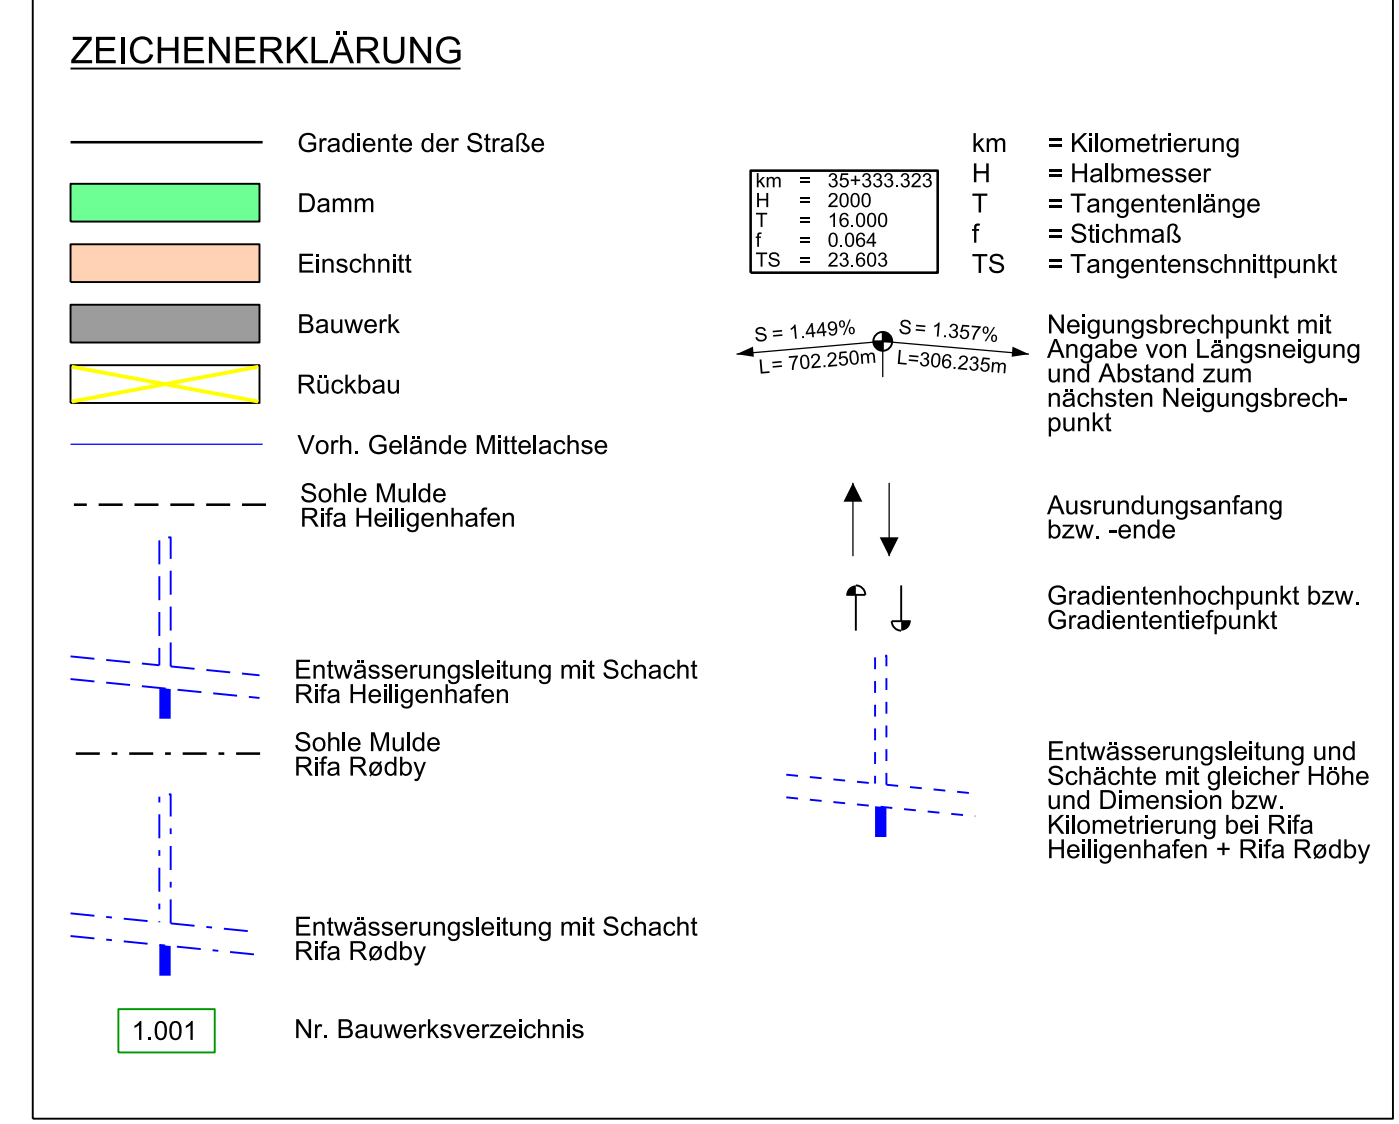 ZEICHENERKLÄRUNG
Gradiente der Straße
Damm
Einschnitt
Bauwerk
Rückbau
Vorh. Gelände Mittelachse
Sohle Mulde
Rifa Heiligenhafen
Entwässerungsleitung mit Schacht
Rifa Heiligenhafen
Sohle Mulde
Rifa Rødby
Entwässerungsleitung mit Schacht
Rifa Rødby
1.001 Nr. Bauwerksverzeichnis
km = 35+333.323
H = 2000
T = 16.000
f = 0.064
TS = 23.603
km = Kilometrierung
H = Halbmesser
T = Tangentenlänge
f = Stichmaß
TS = Tangentenschnittpunkt
S = 1.449% S = 1.357%
L = 702.250m L=306.235m
Neigungsbrechpunkt mit
Angabe von Längsneigung
und Abstand zum
nächsten Neigungsbrech-
punkt
Ausrundungsanfang
bzw. -ende
Gradientenhochpunkt bzw.
Gradiententiefpunkt
Entwässerungsleitung und
Schächte mit gleicher Höhe
und Dimension bzw.
Kilometrierung bei Rifa
Heiligenhafen + Rifa Rødby